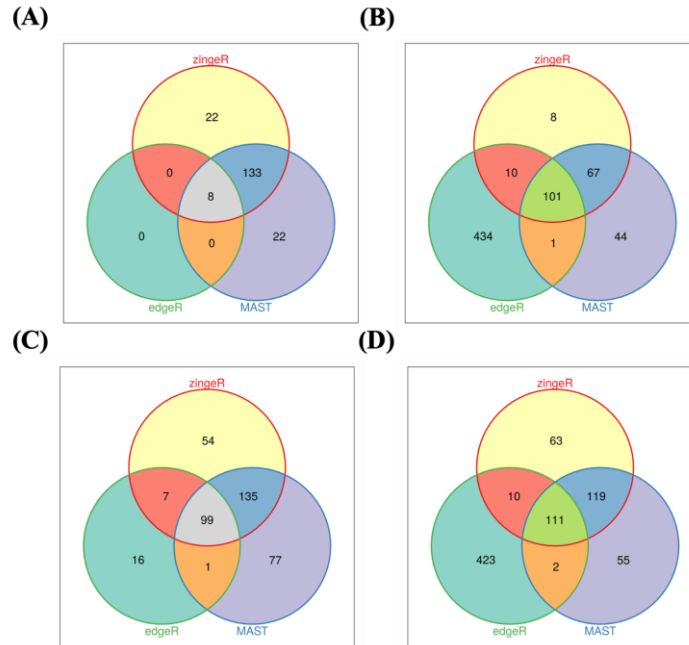 (A)
(B)
zingeR
zingeR
22
8
0
133
10
67
8
101
0
0
22
434
1
44
edgeR
MAST
edgeR
MAST
(C)
(D)
zingeR
zingeR
54
63
7
135
10
119
99
111
16
1
77
423
2
55
edgeR
MAST
edgeR
MAST